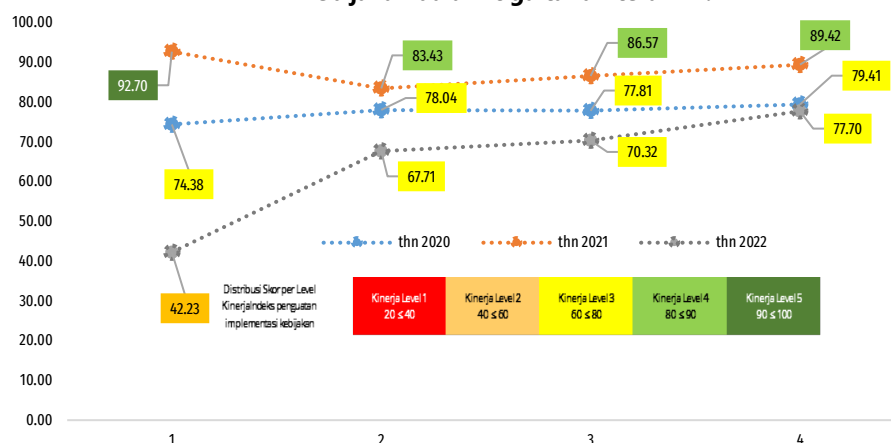 100.00
90.00
80.00
70.00
60.00
50.00
40.00
30.00
20.00
10.00
0.00
92.70
83.43
86.57
89.42
78.04
77.81
79.41
74.38
67.71
70.32
77.70
42.23
thn 2020
thn 2021
thn 2022
Distribusi Skor per Level
Kinerja Indeks penguatan
implementasi kebijakan
Kinerja Level 1
20 ≤ 40
Kinerja Level 2
40 ≤ 60
Kinerja Level 3
60 ≤ 80
Kinerja Level 4
80 ≤ 90
Kinerja Level 5
90 ≤ 100
1
2
3
4